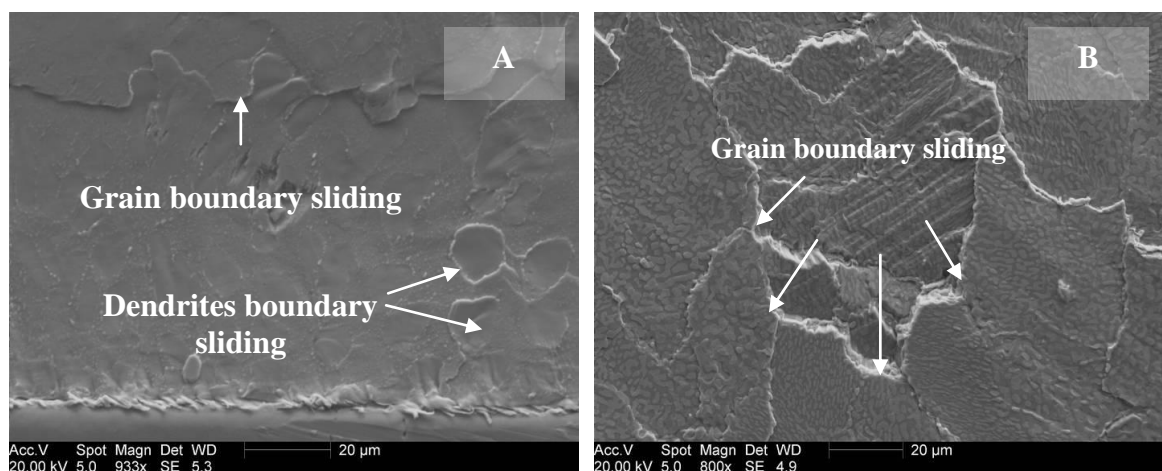 A
Grain boundary sliding
Dendrites boundary
sliding
Acc.V Spot Magn Det WD 20 µm
20.00 kV 5.0 933x SE 5.3
B
Grain boundary sliding
Acc.V Spot Magn Det WD 20 µm
20.00 kV 5.0 800x SE 4.9